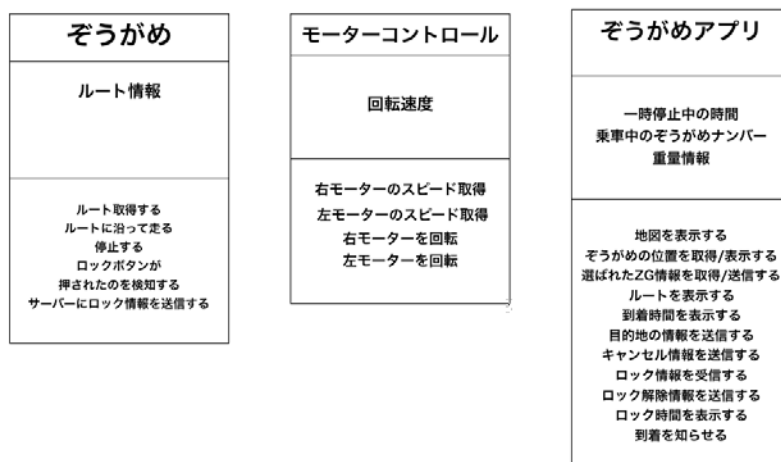 ぞうがめ
ルート情報
ルート取得する
ルートに沿って走る
停止する
ロックボタンが
押されたのを検知する
サーバーにロック情報を送信する
モーターコントロール
回転速度
右モーターのスピード取得
左モーターのスピード取得
右モーターを回転
左モーターを回転
ぞうがめアプリ
一時停止中の時間
乗車中のぞうがめナンバー
重量情報
地図を表示する
ぞうがめの位置を取得/表示する
選ばれたZG情報を取得/送信する
ルートを表示する
到着時間を表示する
目的地の情報を送信する
キャンセル情報を送信する
ロック情報を受信する
ロック解除情報を送信する
ロック時間を表示する
到着を知らせる